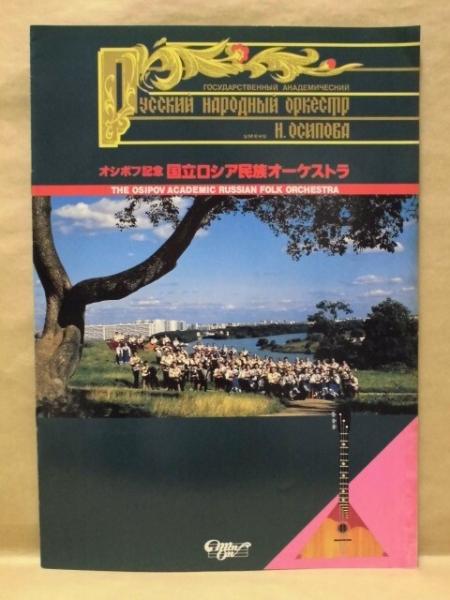 ГОСУДАРСТВЕННЫЙ АКАДЕМИЧЕСКИЙ
Русский народный оркестр
имени Н. Осипова
オシポフ記念 国立ロシア民族オーケストラ
THE OSIPOV ACADEMIC RUSSIAN FOLK ORCHESTRA
Min On